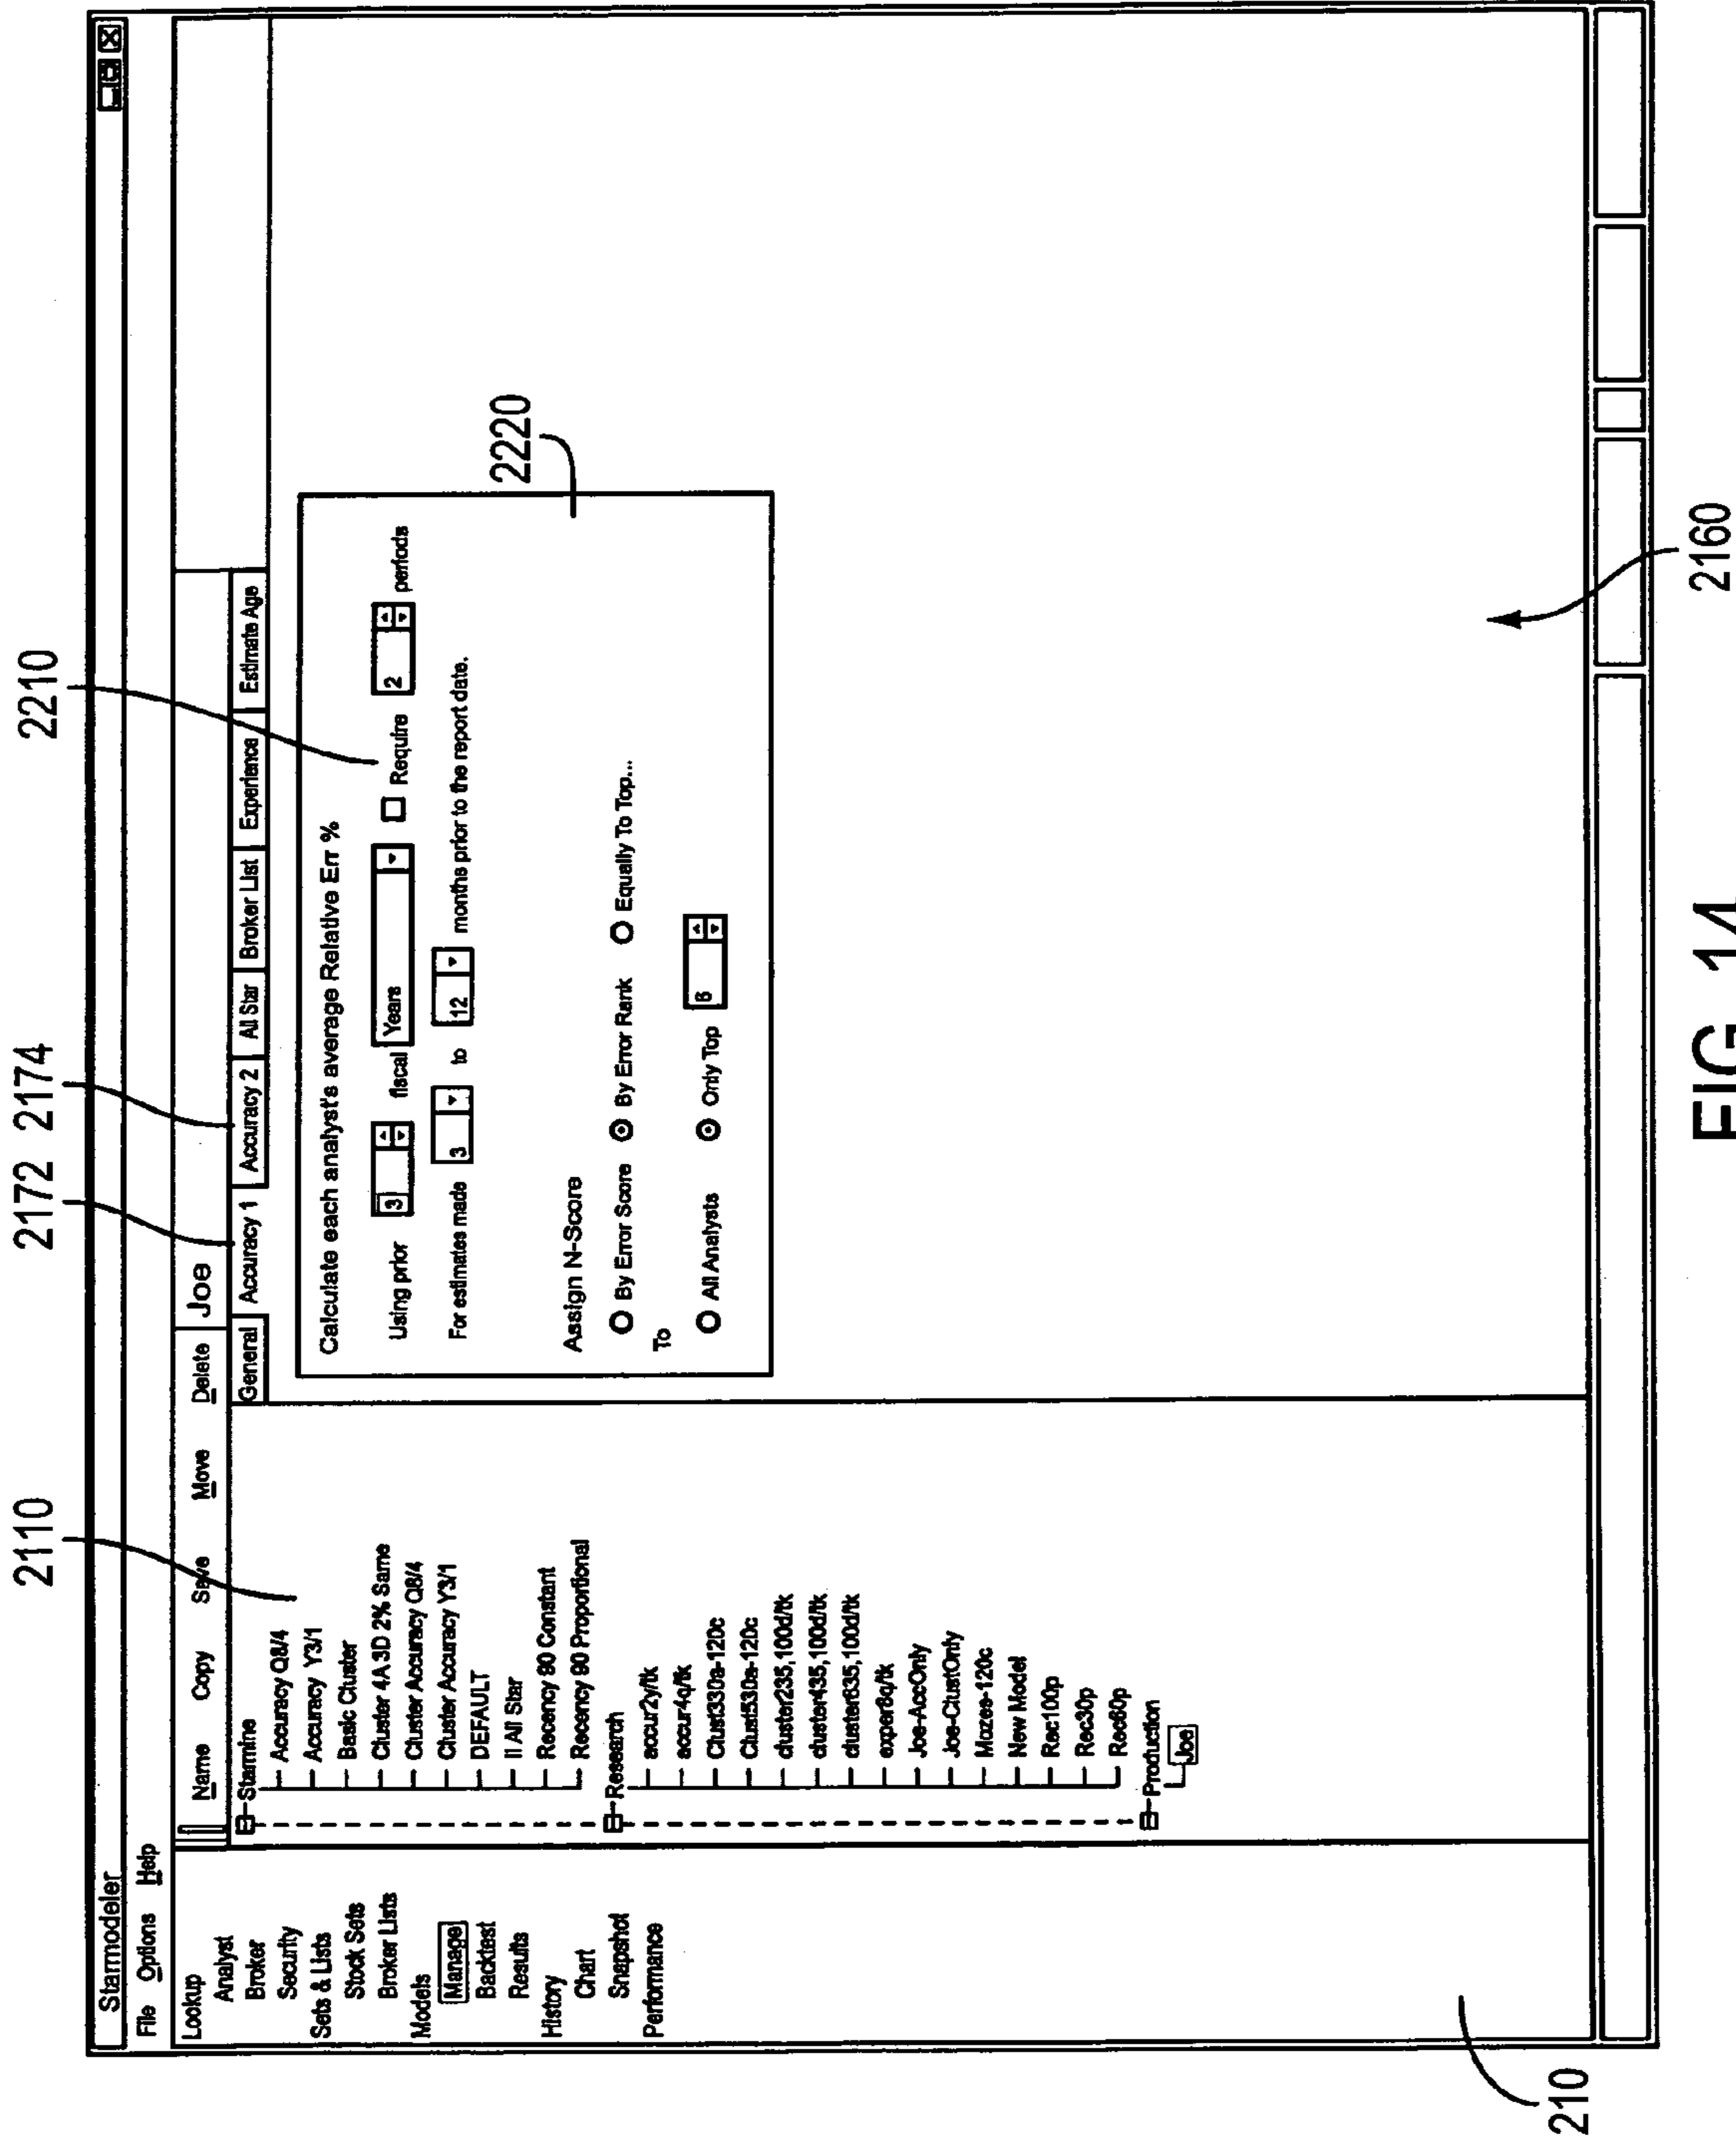 2110
2172
2174
2210
Starmodeler
File Options Help
Lookup
Analyst
Broker
Security
Sets & Lists
Stock Sets
Broker Lists
Models
Manage
Backtest
Results
History
Chart
Snapshot
Performance
210
Name Copy Save Move Delete Joe
Starmine
Accuracy Q8/4
Accuracy Y3/1
Basic Cluster
Cluster 4A 3D 2% Same
Cluster Accuracy Q8/4
Cluster Accuracy Y3/1
DEFAULT
II All Star
Recency 90 Constant
Recency 90 Proportional
Research
accur2y/tk
accur4q/tk
Clust330a-120c
Clust530a-120c
cluster235,100d/tk
cluster435,100d/tk
cluster635,100d/tk
exper8q/tk
Joe-AccOnly
Joe-ClustOnly
Mozes-120c
New Model
Rec100p
Rec30p
Rec60p
Production
Joe
General Accuracy 1 Accuracy 2 All Star Broker List Experience Estimate Age
Calculate each analyst's average Relative Err %
Using prior 3 fiscal Years Require 2 periods
For estimates made 3 to 12 months prior to the report date.
Assign N-Score
By Error Score By Error Rank Equally To Top...
To
All Analysts Only Top 6
2220
2160
FIG. 14